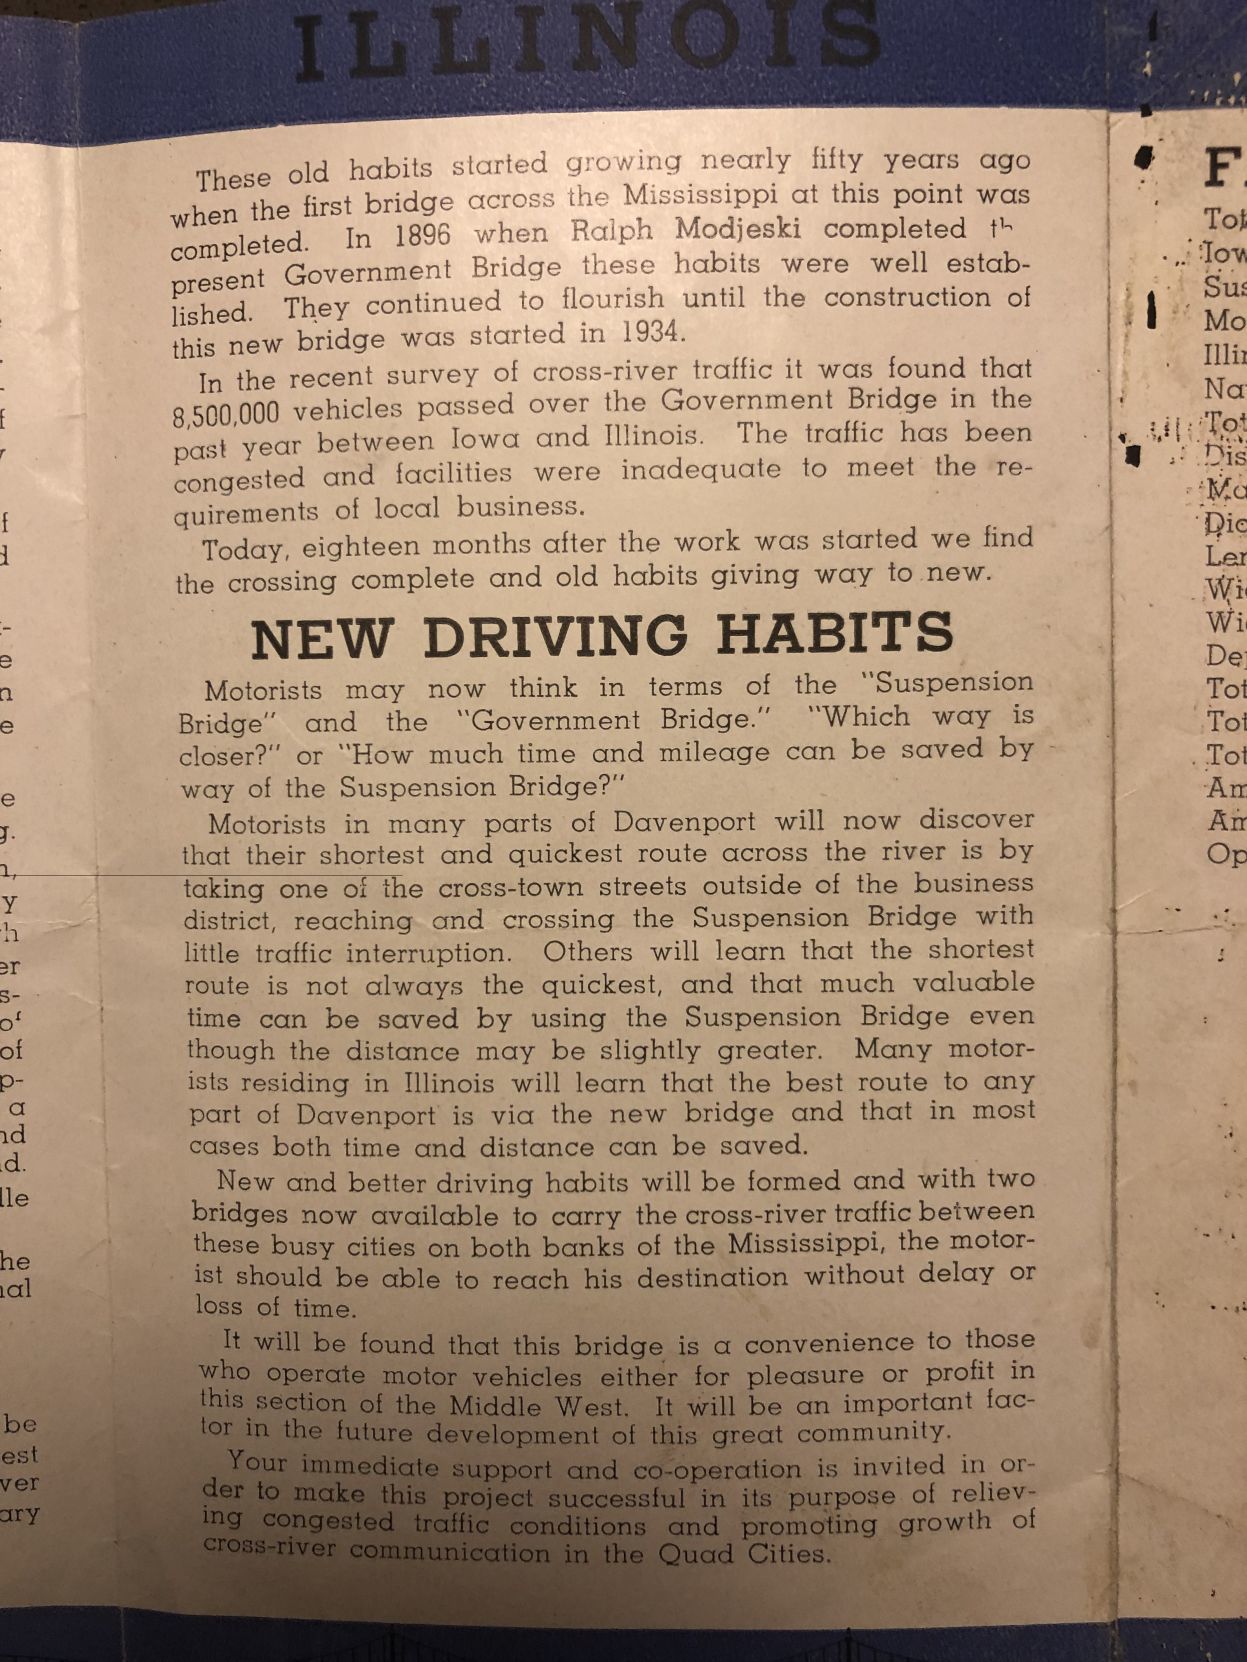 ILLINOIS
These old habits started growing nearly fifty years ago
when the first bridge across the Mississippi at this point was
completed. In 1896 when Ralph Modjeski completed th
present Government Bridge these habits were well estab-
lished. They continued to flourish until the construction of
this new bridge was started in 1934.
In the recent survey of cross-river traffic it was found that
8,500,000 vehicles passed over the Government Bridge in the
past year between Iowa and Illinois. The traffic has been
congested and facilities were inadequate to meet the re-
quirements of local business.
Today, eighteen months after the work was started we find
the crossing complete and old habits giving way to new.
NEW DRIVING HABITS
Motorists may now think in terms of the "Suspension
Bridge" and the "Government Bridge." "Which way is
closer?" or "How much time and mileage can be saved by
way of the Suspension Bridge?"
Motorists in many parts of Davenport will now discover
that their shortest and quickest route across the river is by
taking one of the cross-town streets outside of the business
district, reaching and crossing the Suspension Bridge with
little traffic interruption. Others will learn that the shortest
route is not always the quickest, and that much valuable
time can be saved by using the Suspension Bridge even
though the distance may be slightly greater. Many motor-
ists residing in Illinois will learn that the best route to any
part of Davenport is via the new bridge and that in most
cases both time and distance can be saved.
New and better driving habits will be formed and with two
bridges now available to carry the cross-river traffic between
these busy cities on both banks of the Mississippi, the motor-
ist should be able to reach his destination without delay or
loss of time.
It will be found that this bridge is a convenience to those
who operate motor vehicles either for pleasure or profit in
this section of the Middle West. It will be an important fac-
tor in the future development of this great community.
Your immediate support and co-operation is invited in or-
der to make this project successful in its purpose of reliev-
ing congested traffic conditions and promoting growth of
cross-river communication in the Quad Cities.